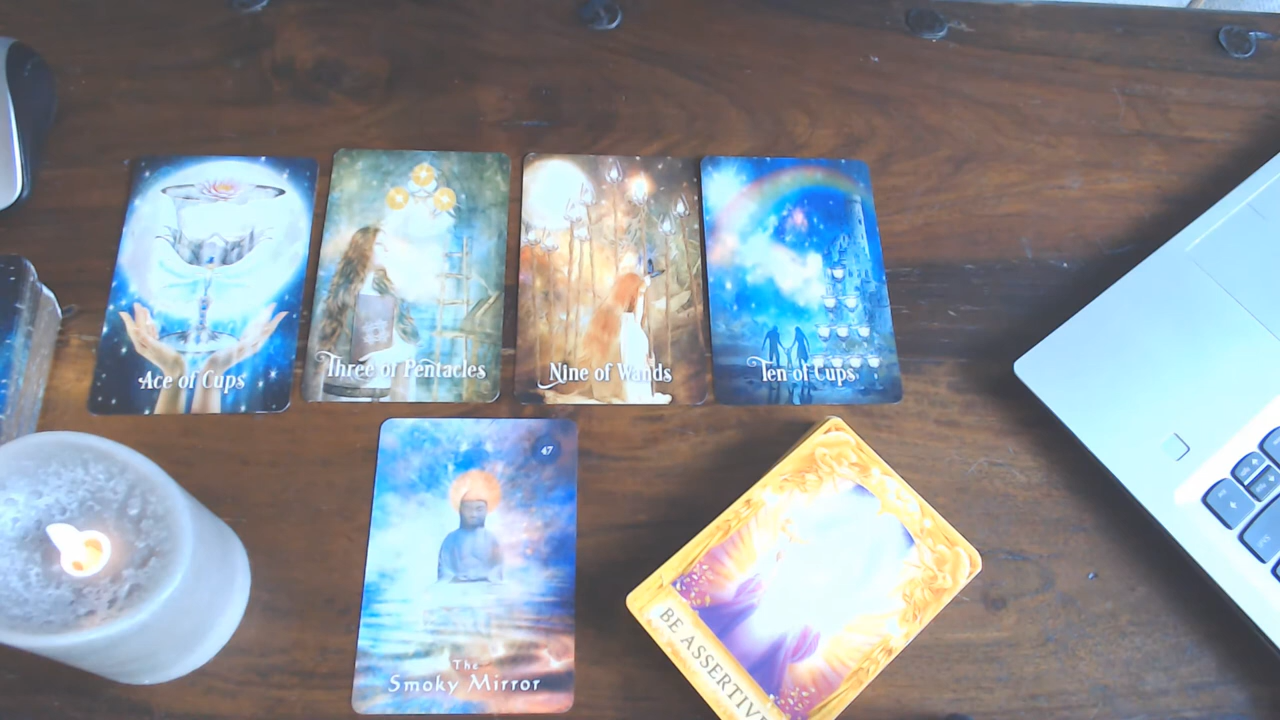 Ace of Cups
Three of Pentacles
Nine of Wands
Ten of Cups
47
The
Smoky Mirror
BE ASSERTIVE